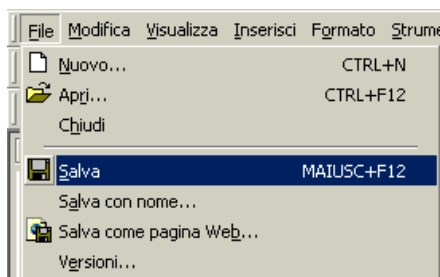 File Modifica Visualizza Inserisci Formato Strume
Nuovo... CTRL+N
Apri... CTRL+F12
Chiudi
Salva MAIUSC+F12
Salva con nome...
Salva come pagina Web...
Versioni...